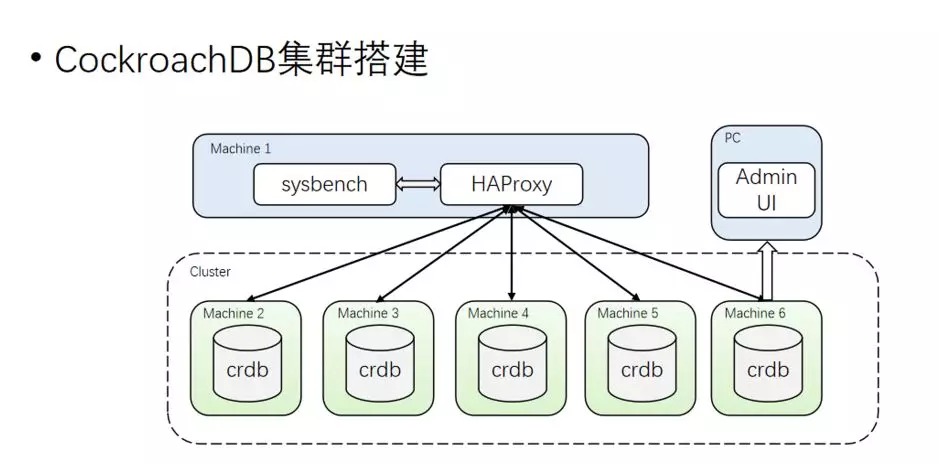 • CockroachDB集群搭建
Machine 1
sysbench
HAProxy
PC
Admin
UI
Cluster
Machine 2
crdb
Machine 3
crdb
Machine 4
crdb
Machine 5
crdb
Machine 6
crdb